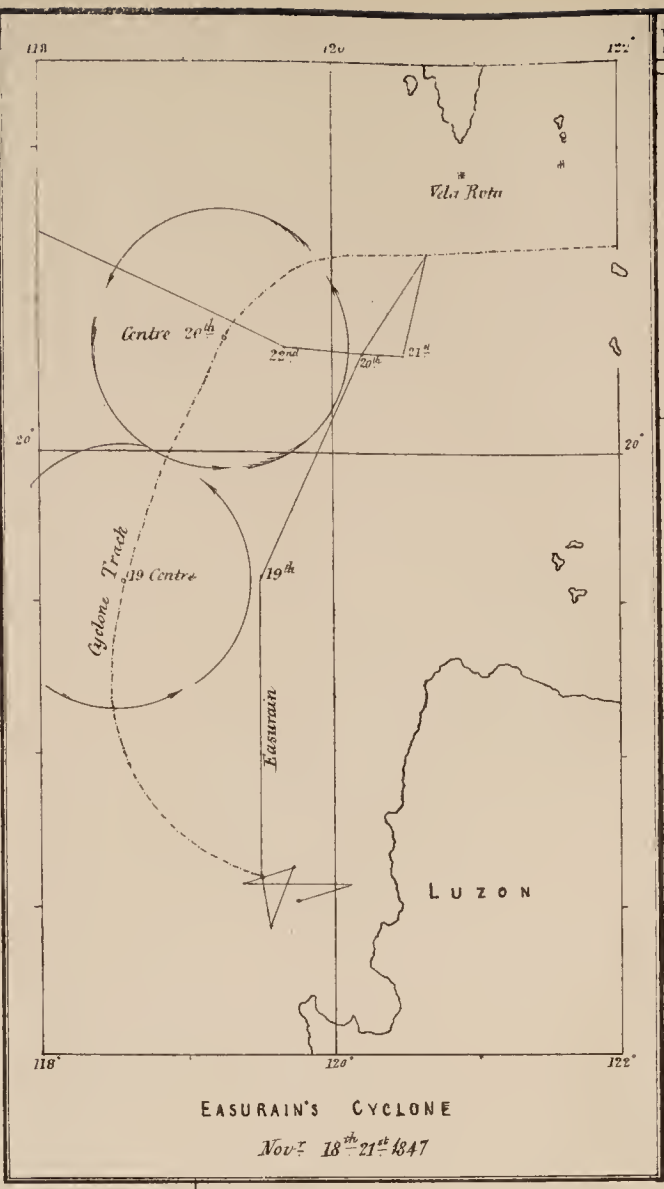 118 120 122°
Vela Rota
Centre 20th
22nd 20th 21st
20° 20°
Cyclone Track
19 Centre 19th
Easurain
LUZON
118° 120° 122°
EASURAIN'S CYCLONE
Novr 18th 21st 1847